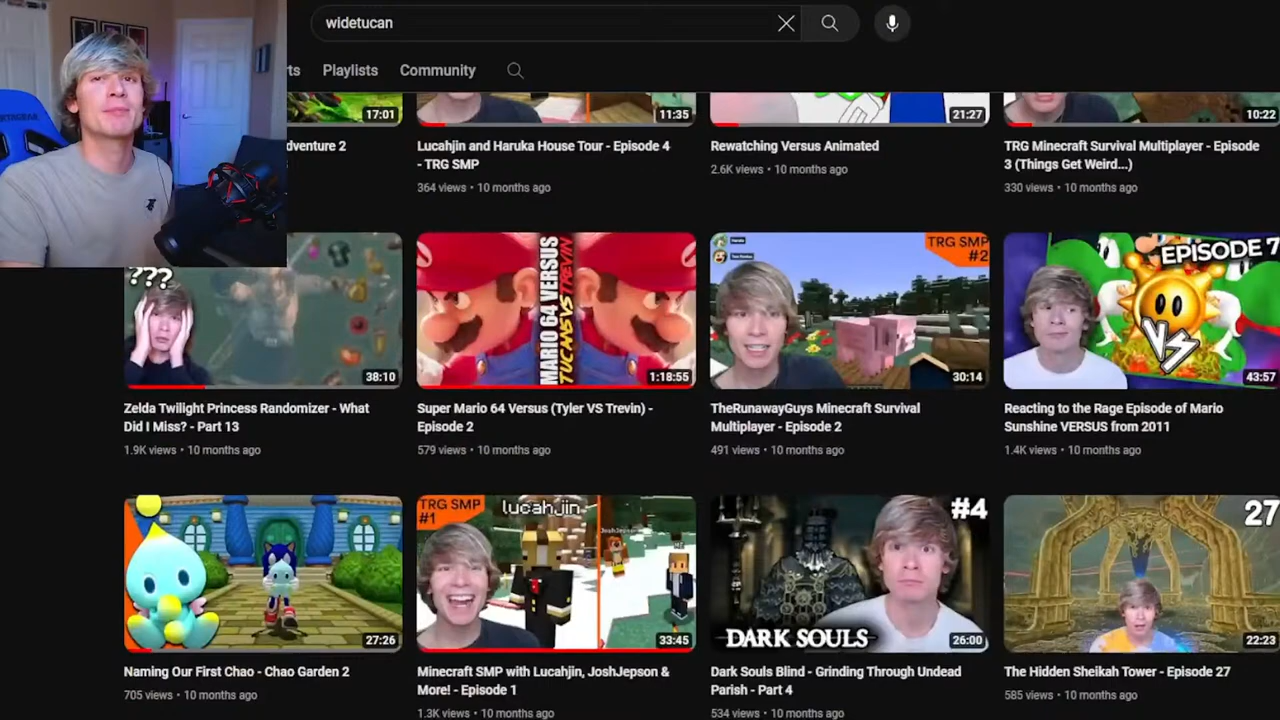 widetucan
ts
Playlists
Community
17:01
11:35
21:27
10:22
dventure 2
Lucahjin and Haruka House Tour - Episode 4
- TRG SMP
364 views • 10 months ago
Rewatching Versus Animated
2.6K views • 10 months ago
TRG Minecraft Survival Multiplayer - Episode
3 (Things Get Weird...)
330 views • 10 months ago
???
38:10
MARIO 64 VERSUS
TUCANS VS TREVIN
1:18:55
TRG SMP
#2
30:14
EPISODE 7
VS
43:57
Zelda Twilight Princess Randomizer - What
Did I Miss? - Part 13
1.9K views • 10 months ago
Super Mario 64 Versus (Tyler VS Trevin) -
Episode 2
579 views • 10 months ago
TheRunawayGuys Minecraft Survival
Multiplayer - Episode 2
491 views • 10 months ago
Reacting to the Rage Episode of Mario
Sunshine VERSUS from 2011
1.4K views • 10 months ago
27:26
TRG SMP
#1
lucahjin
JoshJepson
33:45
#4
DARK SOULS
26:00
27
22:23
Naming Our First Chao - Chao Garden 2
705 views • 10 months ago
Minecraft SMP with Lucahjin, JoshJepson &
More! - Episode 1
1.3K views • 10 months ago
Dark Souls Blind - Grinding Through Undead
Parish - Part 4
534 views • 10 months ago
The Hidden Sheikah Tower - Episode 27
585 views • 10 months ago